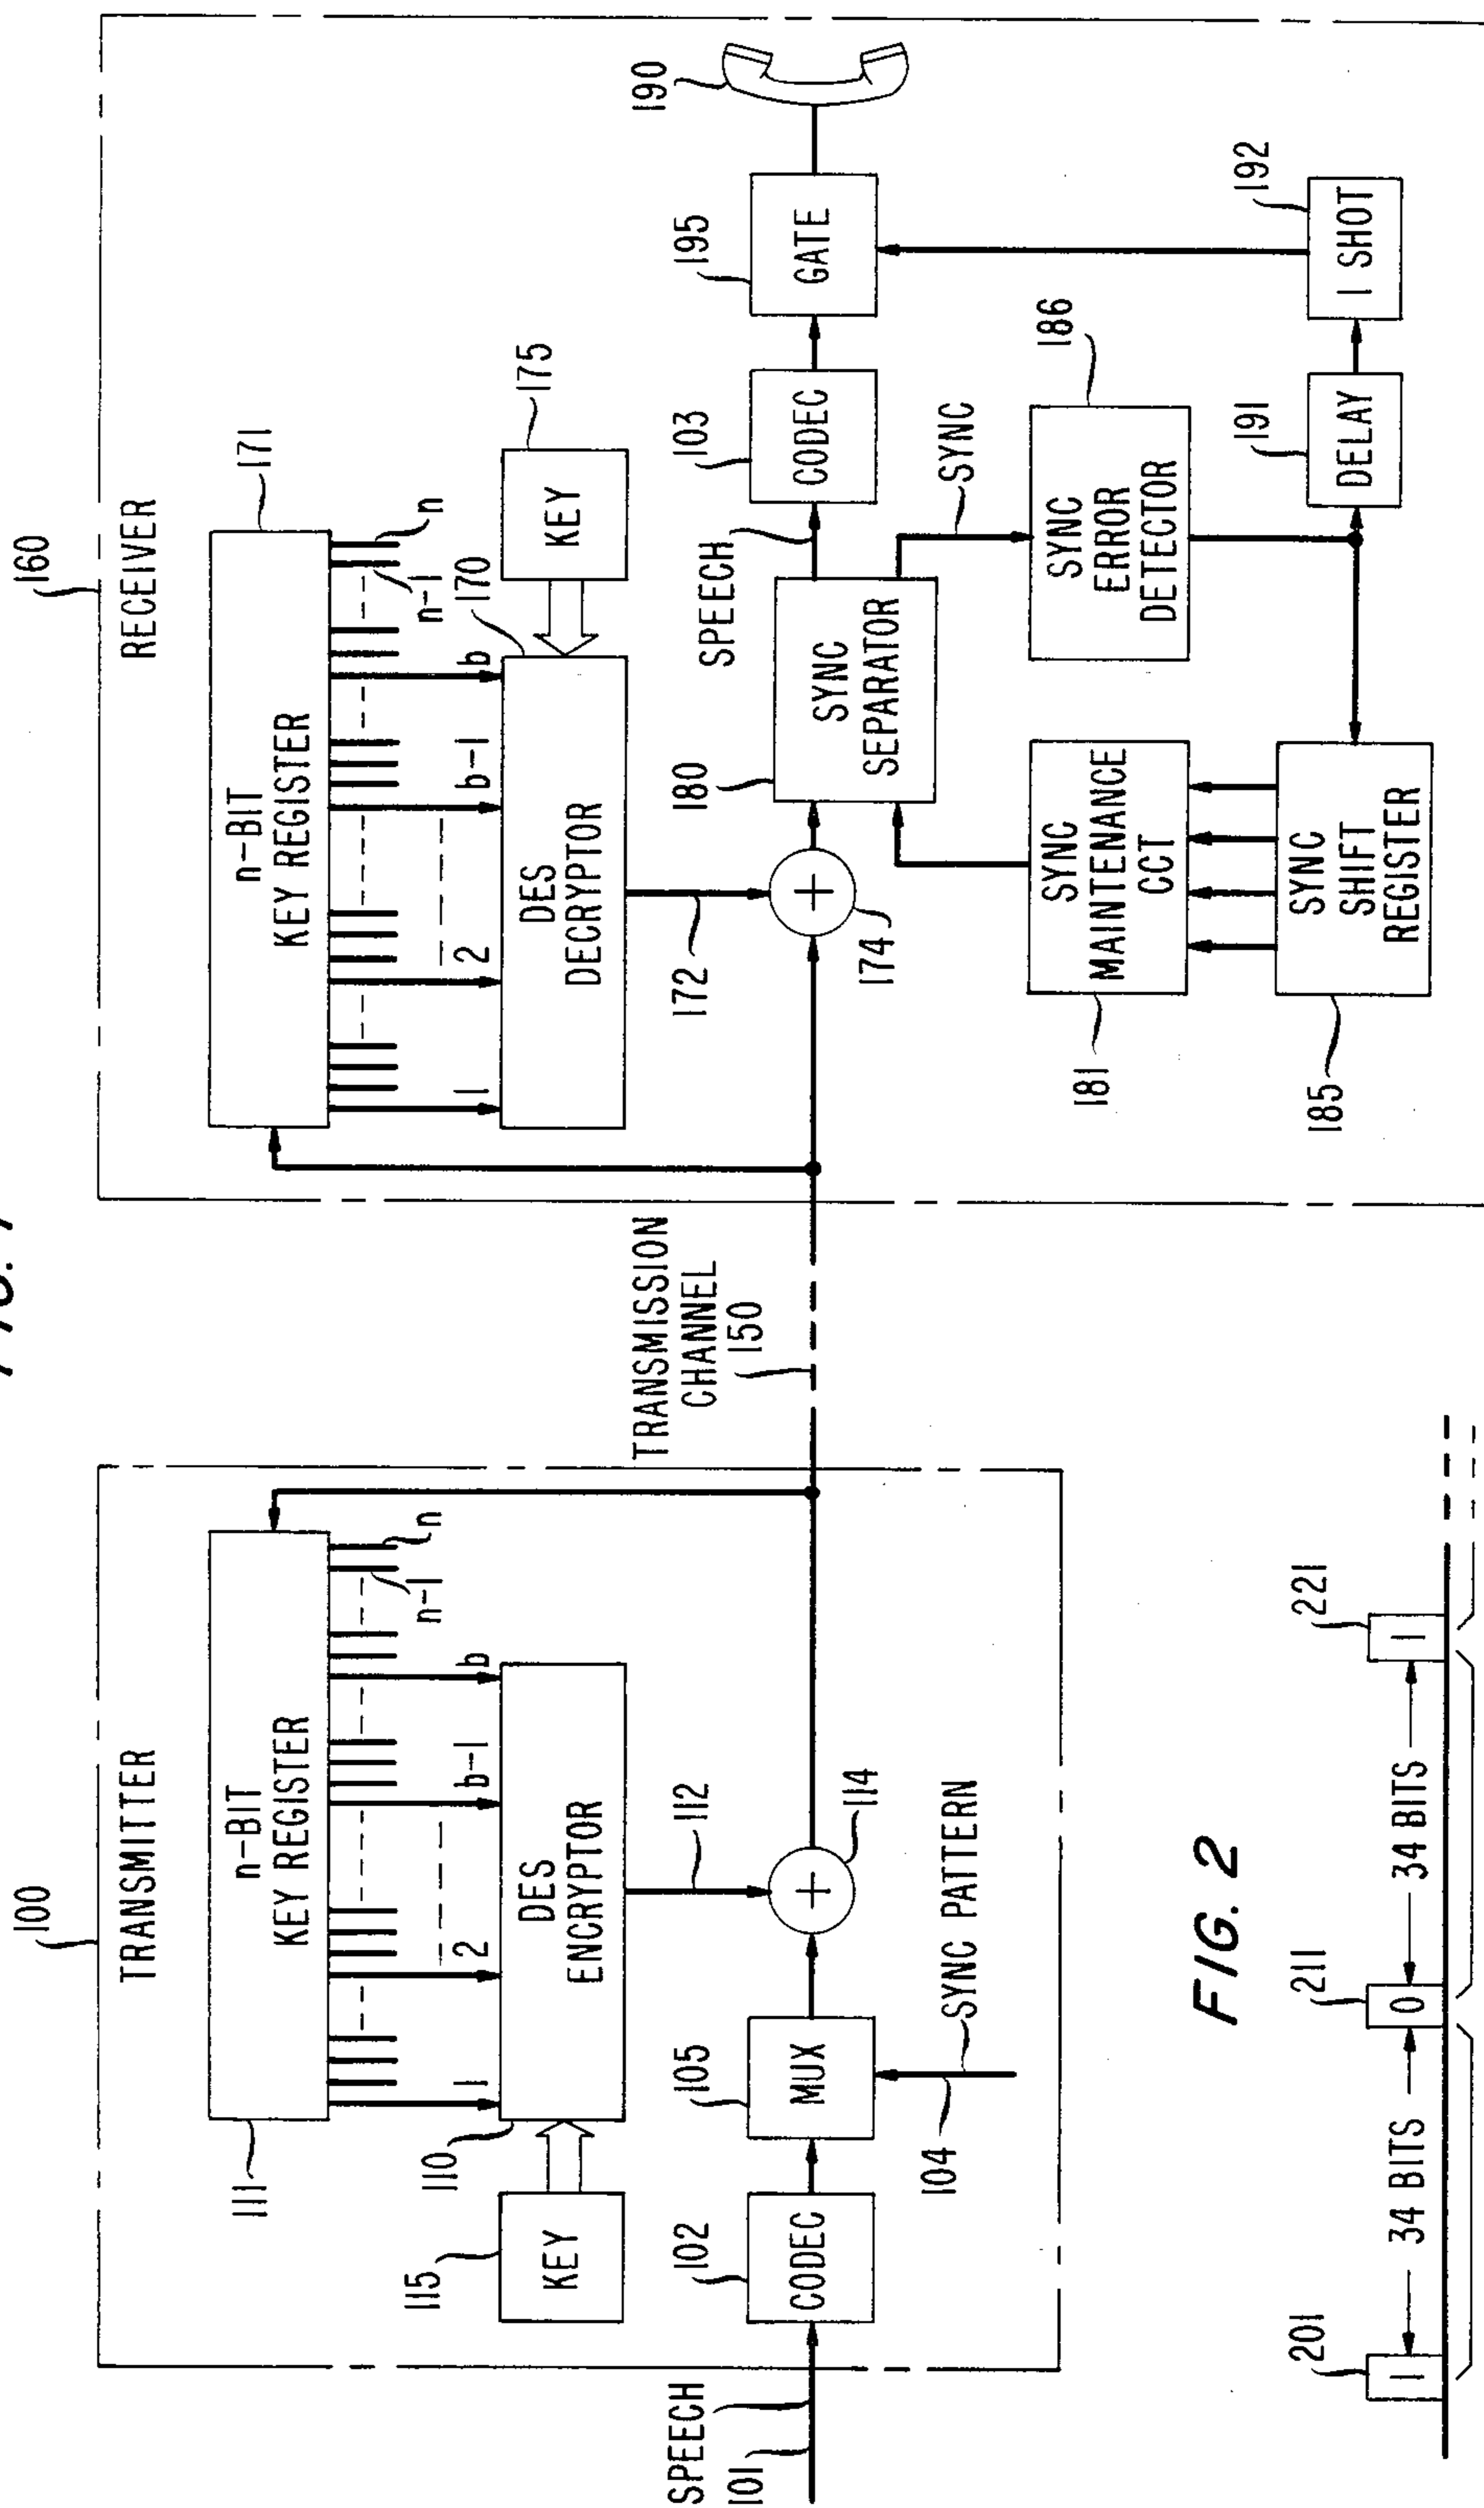 FIG. 1
100
TRANSMITTER
n-BIT
KEY REGISTER
111
1
2
b-1
b
n-1
n
115
KEY
110
DES
ENCRYPTOR
112
114
SPEECH
101
102
CODEC
105
MUX
104
SYNC PATTERN
TRANSMISSION
CHANNEL
150
160
RECEIVER
n-BIT
KEY REGISTER
171
1
2
b-1
b
n-1
n
170
DES
DECRYPTOR
175
KEY
172
174
180
SYNC
SEPARATOR
SPEECH
103
CODEC
195
GATE
190
SYNC
181
SYNC
MAINTENANCE
CCT
186
SYNC
ERROR
DETECTOR
185
SYNC
SHIFT
REGISTER
191
DELAY
192
1 SHOT
FIG. 2
201
1
34 BITS
211
0
34 BITS
221
1